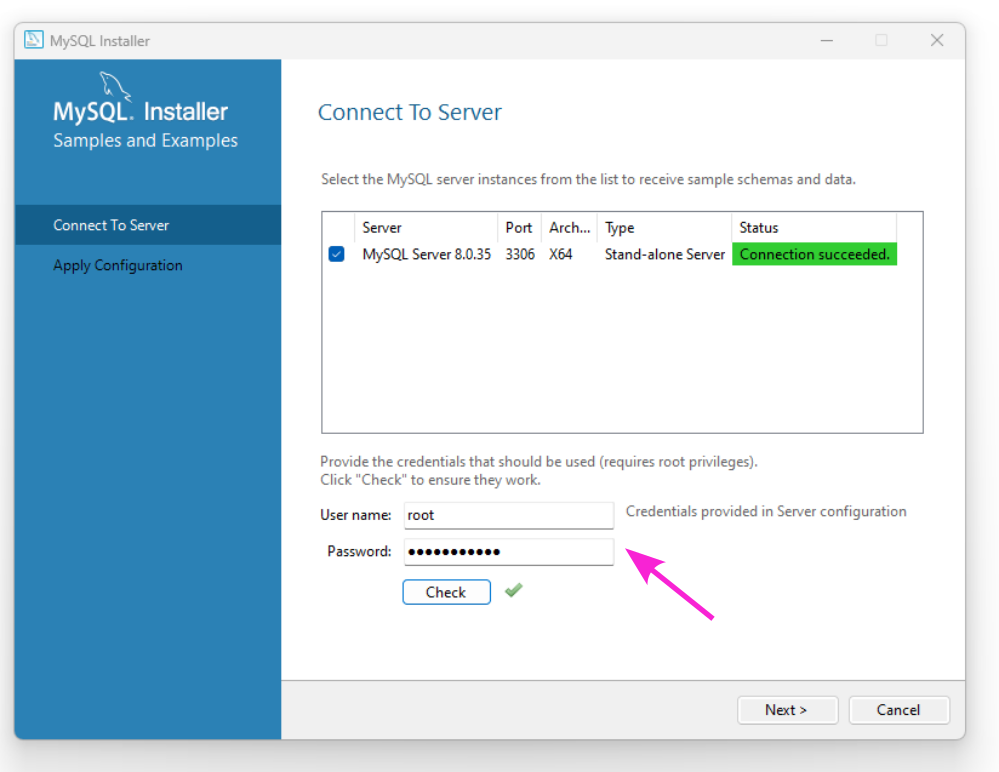 MySQL Installer
MySQL. Installer
Samples and Examples
Connect To Server
Apply Configuration
Connect To Server
Select the MySQL server instances from the list to receive sample schemas and data.
Server Port Arch... Type Status
MySQL Server 8.0.35 3306 X64 Stand-alone Server Connection succeeded.
Provide the credentials that should be used (requires root privileges).
Click "Check" to ensure they work.
User name: root Credentials provided in Server configuration
Password: ●●●●●●●●●●●
Check
Next > Cancel